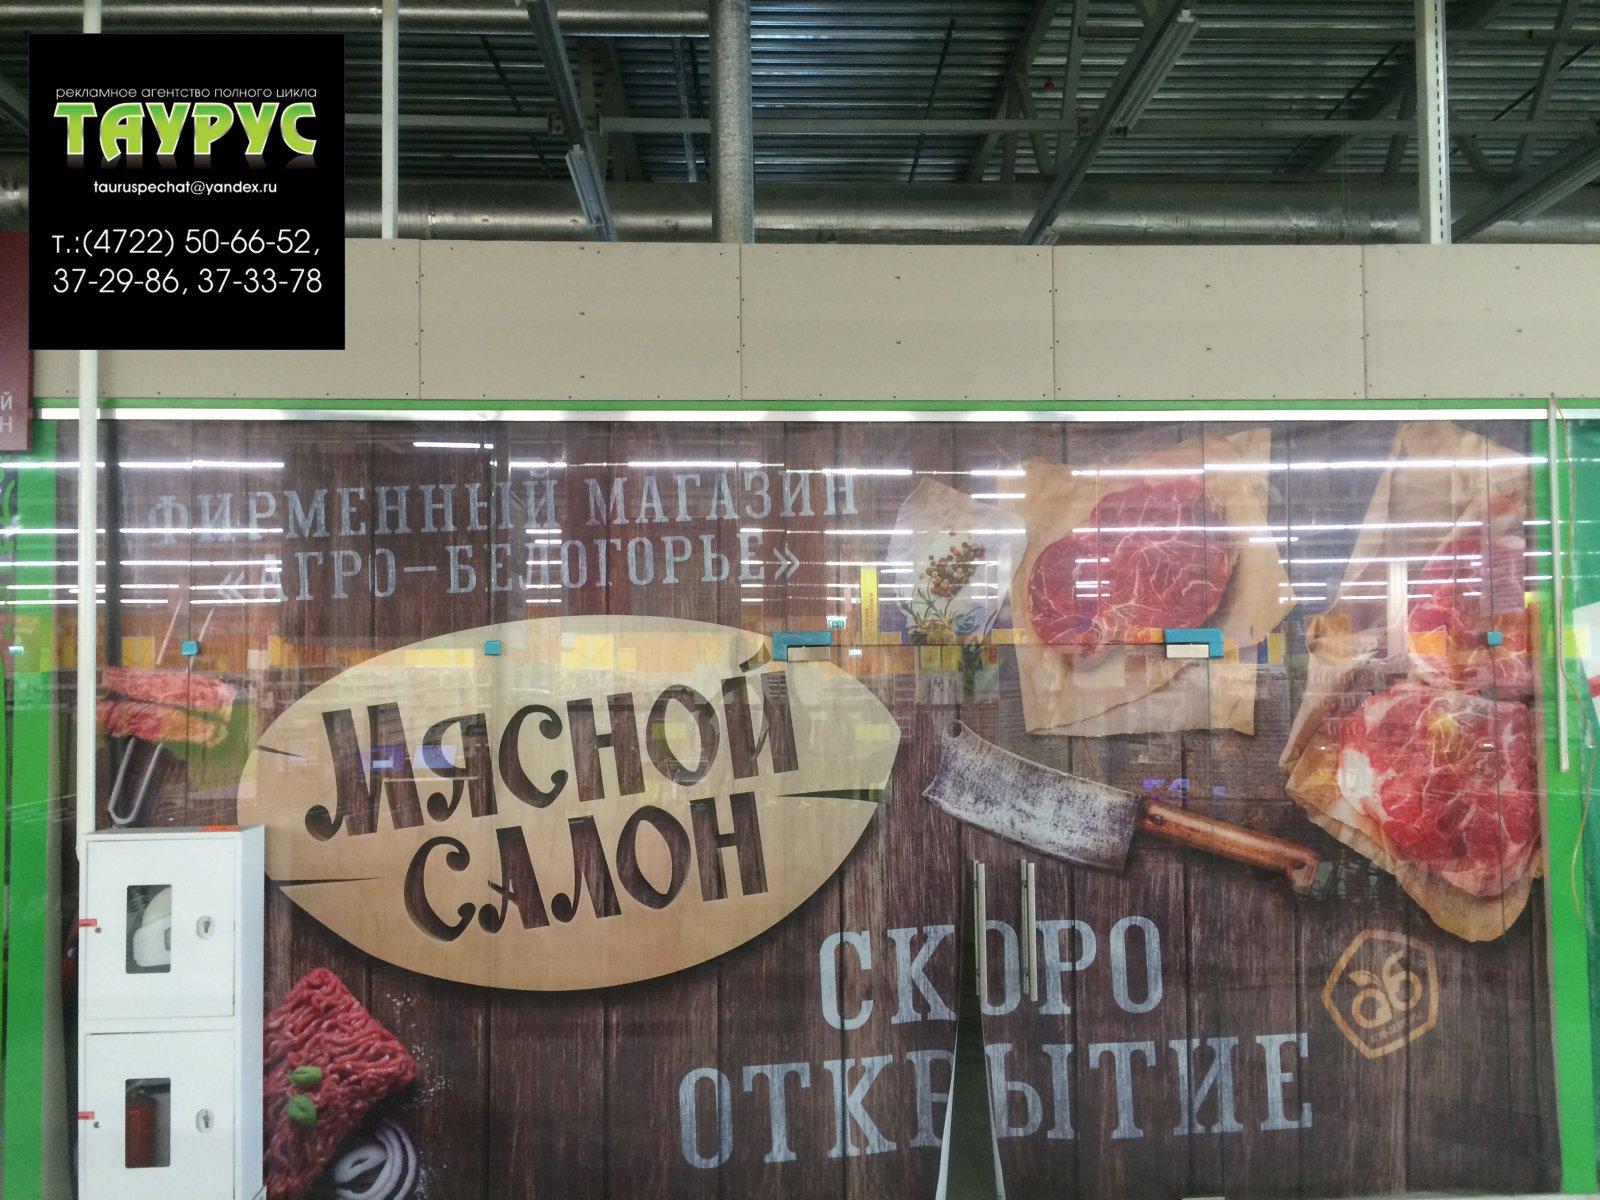 рекламное агентство полного цикла
ТАУРУС
tauruspechat@yandex.ru
т.:(4722) 50-66-52,
37-29-86, 37-33-78
Й
Н
ФИРМЕННЫЙ МАГАЗИН
«АГРО-БЕЛОГОРЬЕ»
МЯСНОЙ
САЛОН
СКОРО
ОТКРЫТИЕ
аб